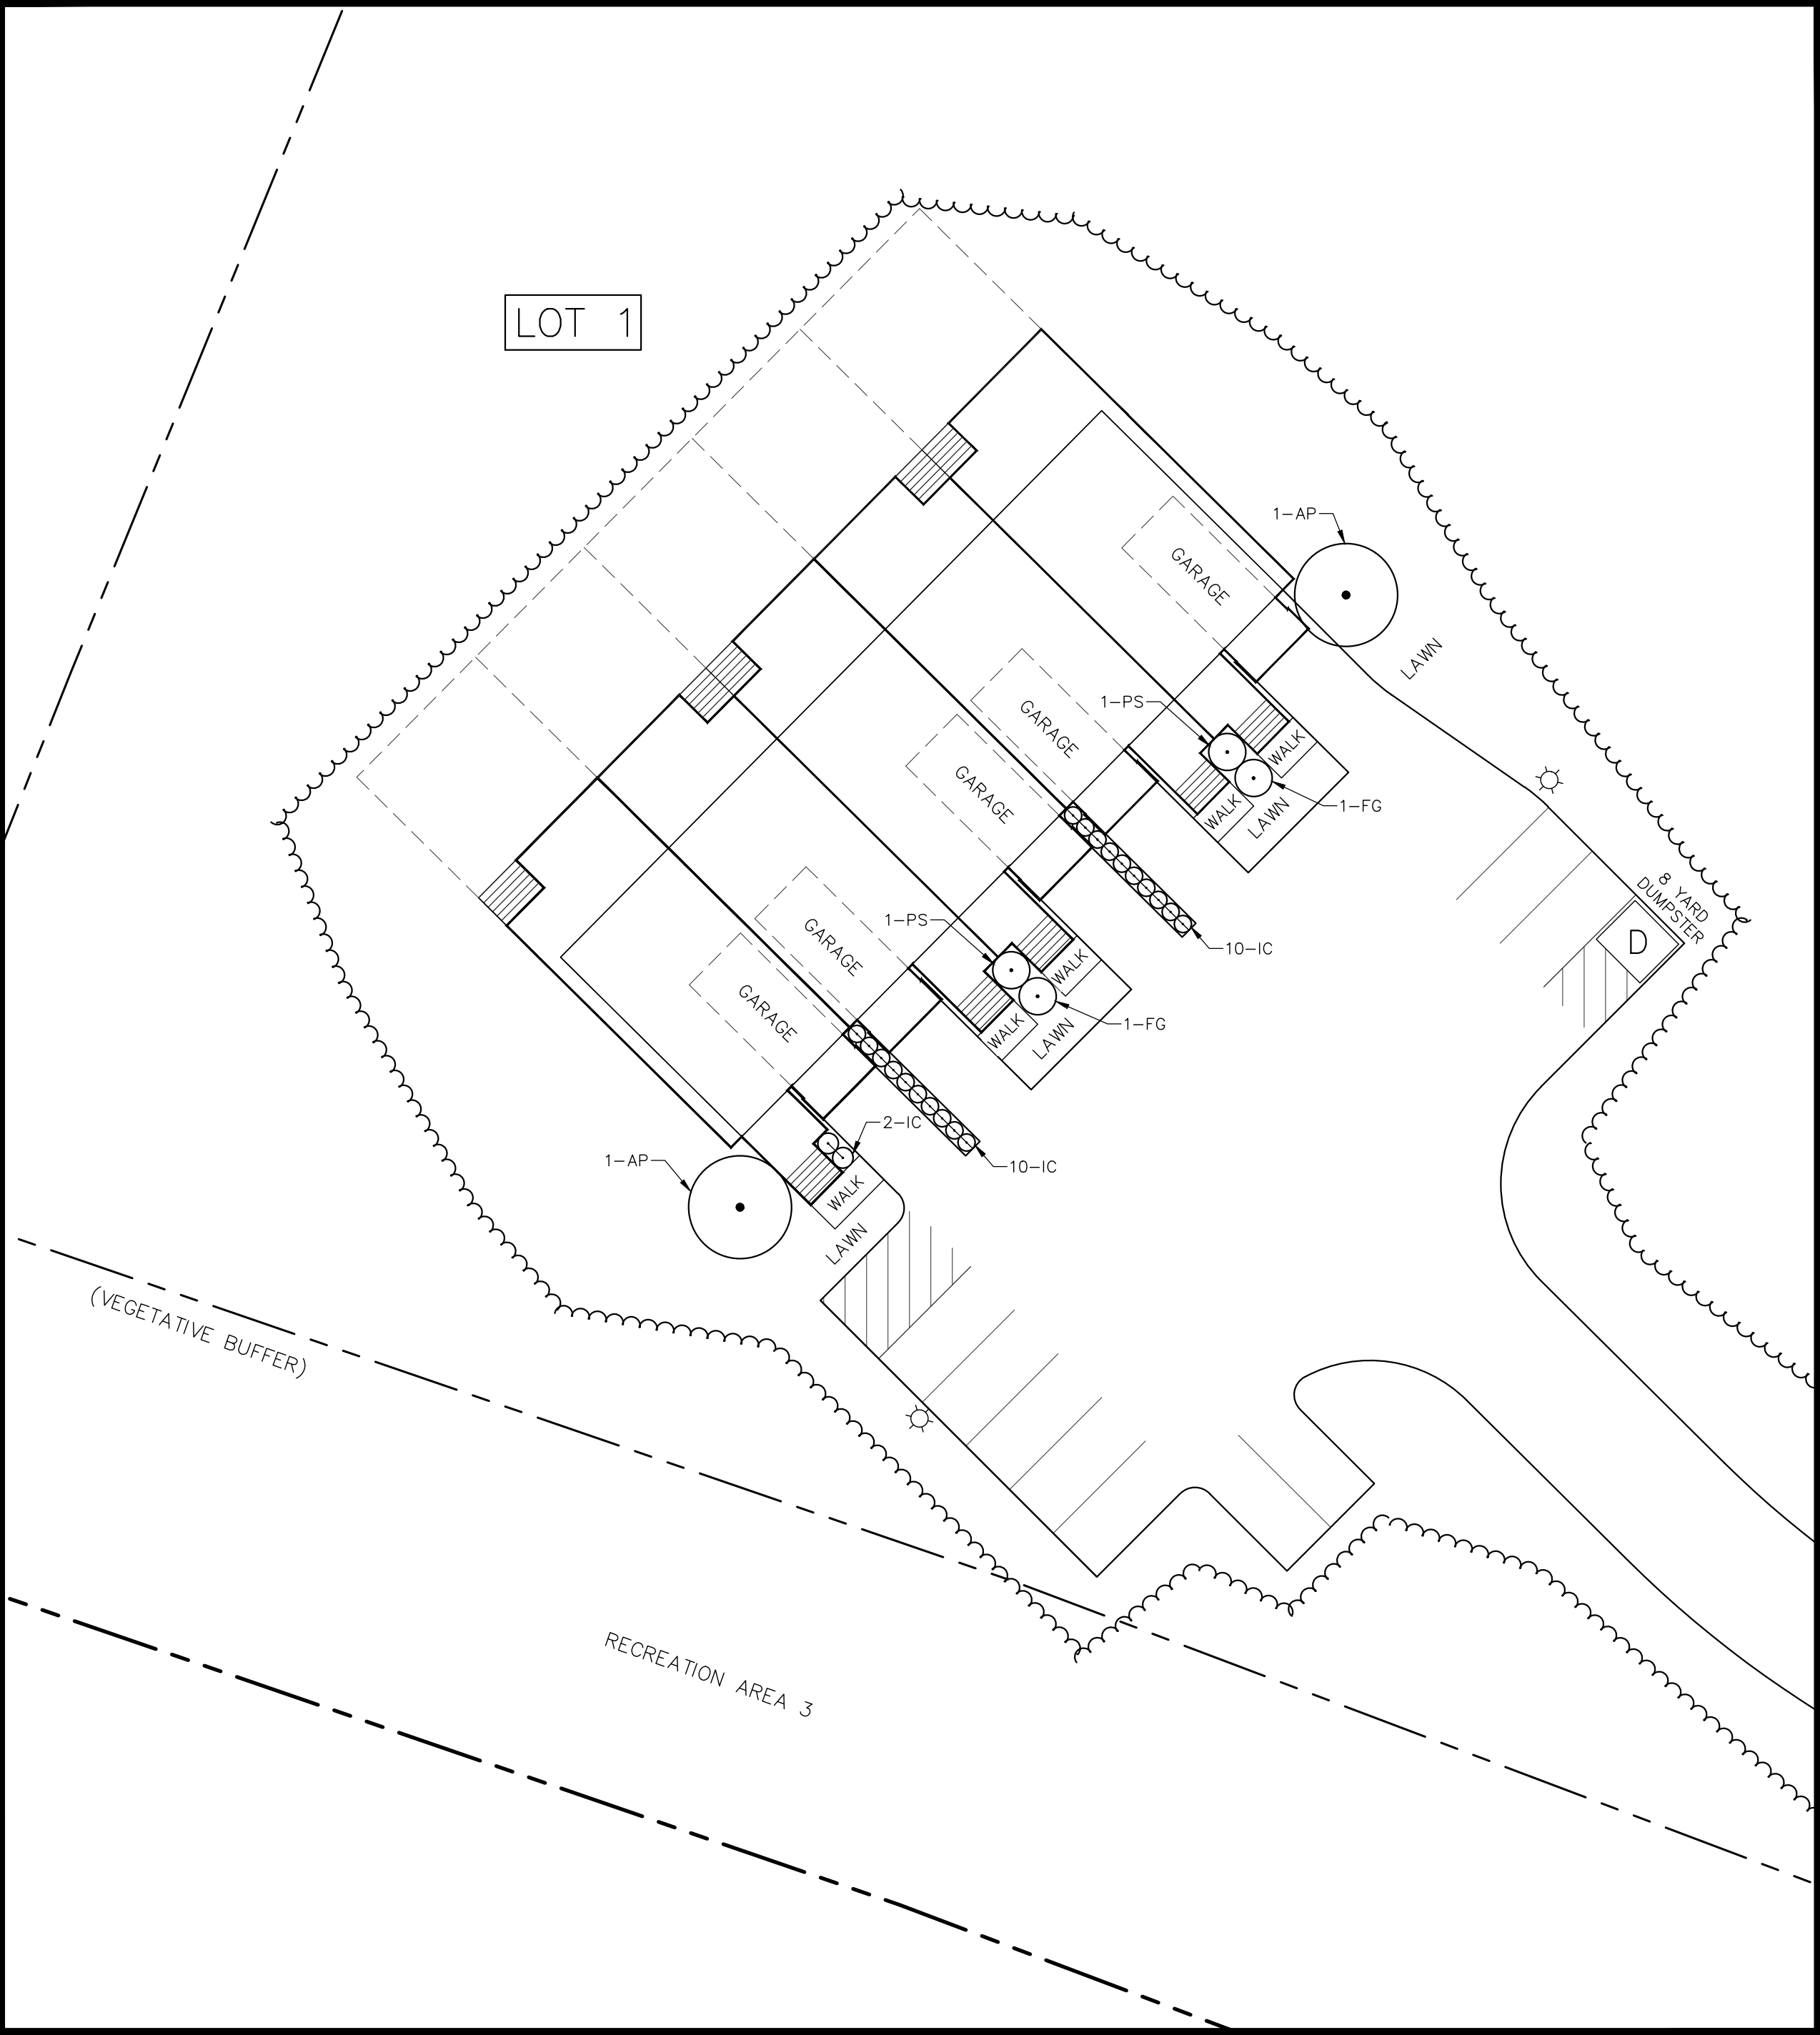 LOT 1
1-AP
GARAGE
LAWN
1-PS
GARAGE
WALK
1-FG
WALK
LAWN
GARAGE
8 YARD
DUMPSTER
D
10-IC
1-PS
GARAGE
WALK
1-FG
WALK
LAWN
GARAGE
2-IC
10-IC
1-AP
WALK
LAWN
(VEGETATIVE BUFFER)
RECREATION AREA 3